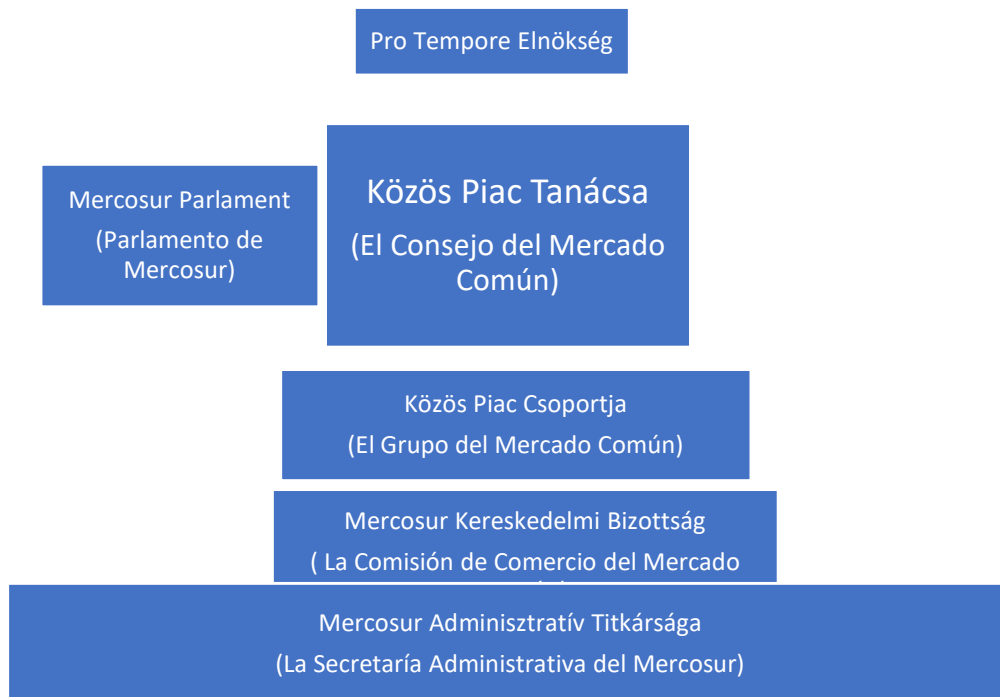 Pro Tempore Elnökség
Mercosur Parlament
(Parlamento de
Mercosur)
Közös Piac Tanácsa
(El Consejo del Mercado
Común)
Közös Piac Csoportja
(El Grupo del Mercado Común)
Mercosur Kereskedelmi Bizottság
( La Comisión de Comercio del Mercado
Mercosur Adminisztratív Titkársága
(La Secretaría Administrativa del Mercosur)